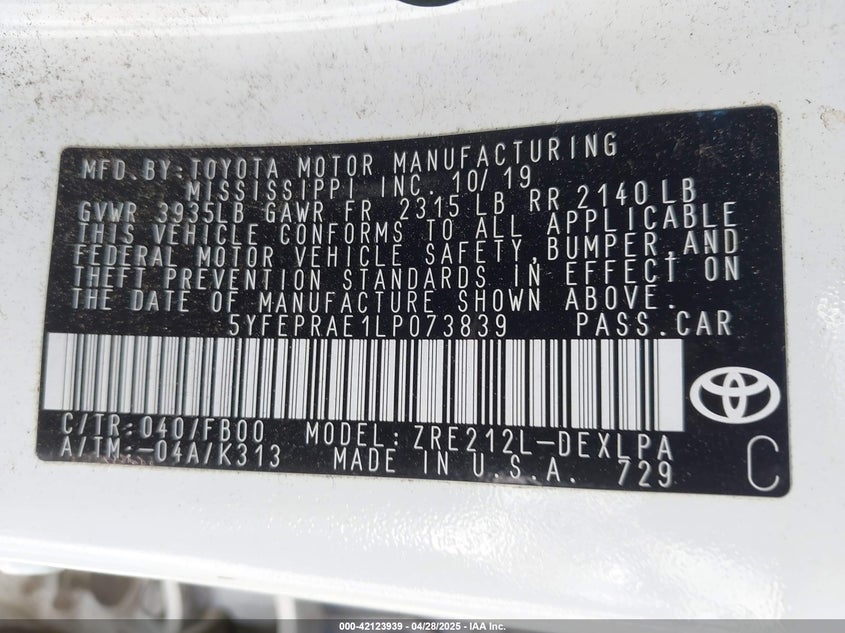 MFD. BY: TOYOTA MOTOR MANUFACTURING
MISSISSIPPI INC. 10/19
GVWR 3935LB GAWR FR 2315 LB RR 2140 LB
THIS VEHICLE CONFORMS TO ALL APPLICABLE
FEDERAL MOTOR VEHICLE SAFETY, BUMPER, AND
THEFT PREVENTION STANDARDS IN EFFECT ON
THE DATE OF MANUFACTURE SHOWN ABOVE.
5YFEPRAE1LP073839 PASS. CAR
C/TR: 040/FB00 MODEL: ZRE212L-DEXLPA
A/TM: -04A/K313 MADE IN U.S.A. 729 C
000-42123939 - 04/28/2025 - IAA Inc.